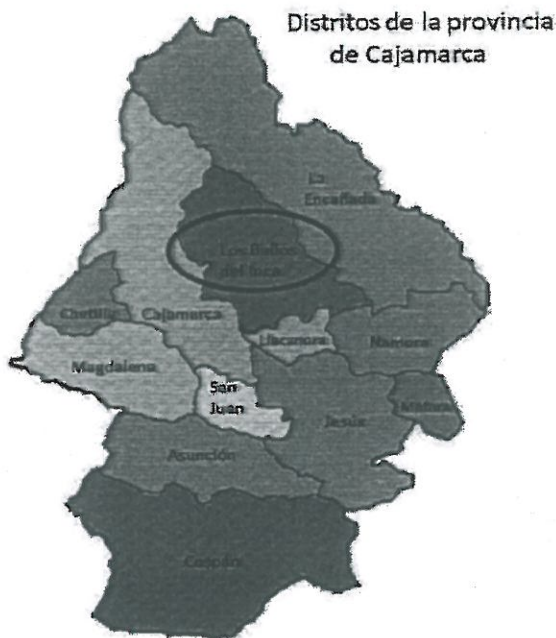 Distritos de la provincia
de Cajamarca
La
Encañada
Los Baños
del Inca
Chetilla
Cajamarca
Llacanora
Namora
Magdalena
San
Juan
Jesús
Matara
Asunción
Cospán